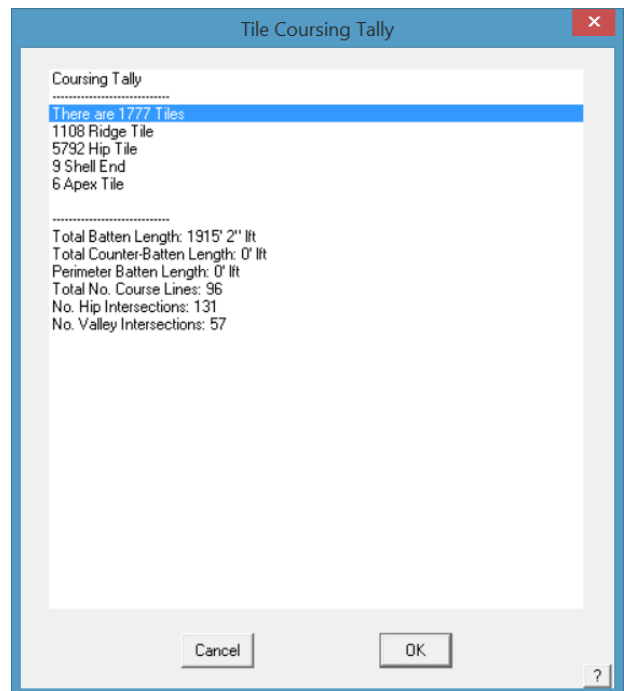 Tile Coursing Tally
Coursing Tally
-----------------------------
There are 1777 Tiles
1108 Ridge Tile
5792 Hip Tile
9 Shell End
6 Apex Tile
-----------------------------
Total Batten Length: 1915' 2" lft
Total Counter-Batten Length: 0' lft
Perimeter Batten Length: 0' lft
Total No. Course Lines: 96
No. Hip Intersections: 131
No. Valley Intersections: 57
Cancel
OK
?